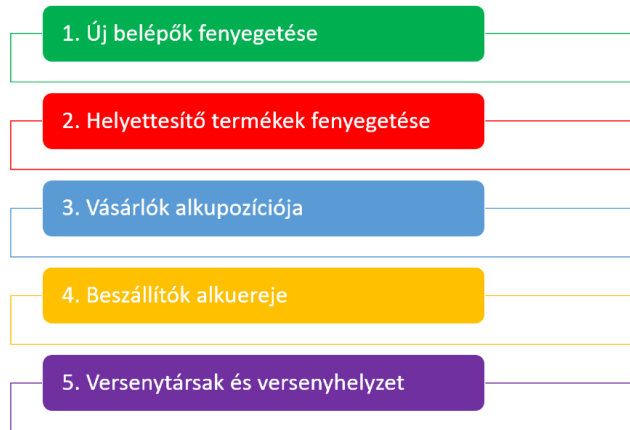 1. Új belépők fenyegetése
2. Helyettesítő termékek fenyegetése
3. Vásárlók alkupozíciója
4. Beszállítók alkuereje
5. Versenytársak és versenyhelyzet